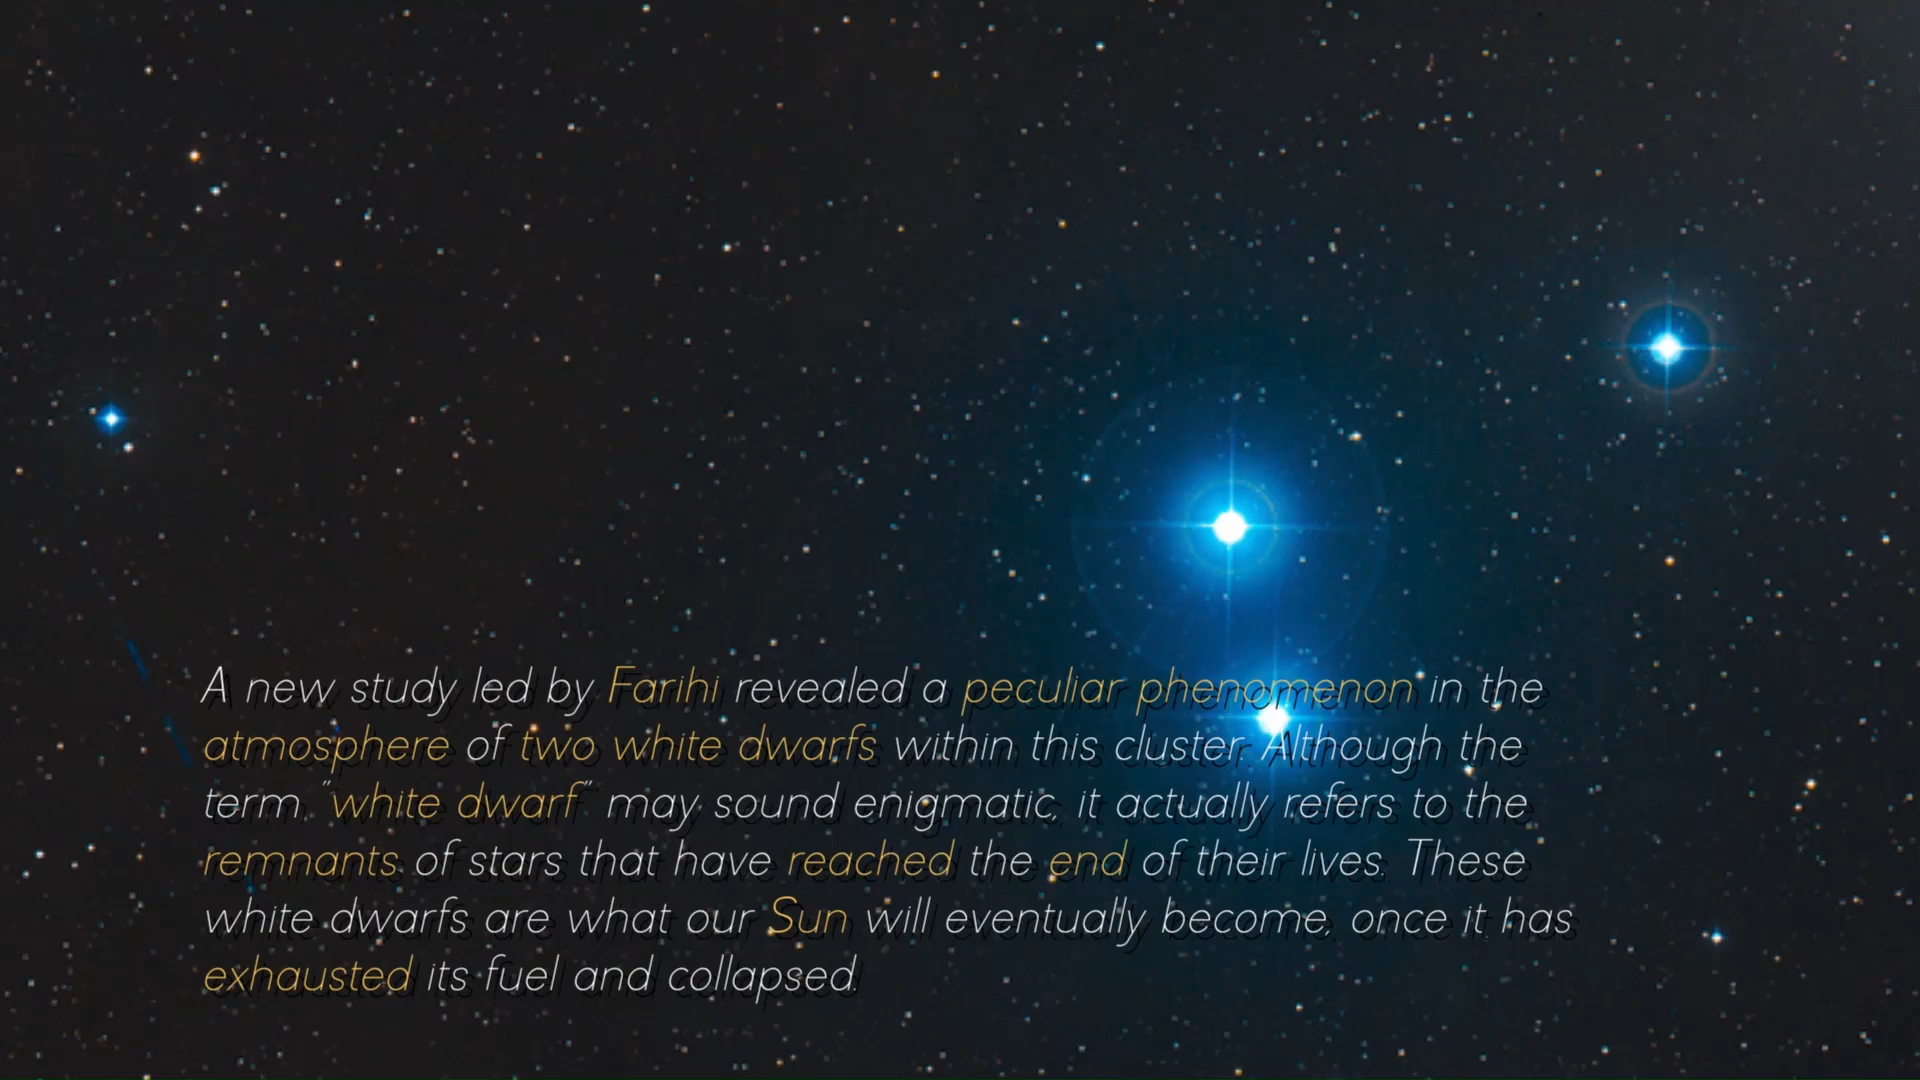 A new study led by Farihi revealed a peculiar phenomenon in the
atmosphere of two white dwarfs within this cluster. Although the
term "white dwarf" may sound enigmatic, it actually refers to the
remnants of stars that have reached the end of their lives. These
white dwarfs are what our Sun will eventually become, once it has
exhausted its fuel and collapsed.